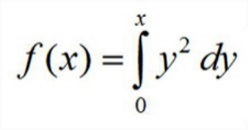 f(x) = ∫₀ˣ y² dy